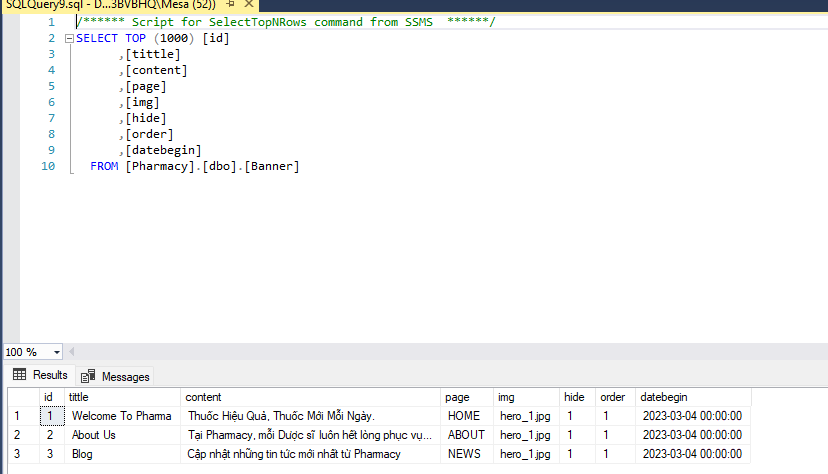 SQLQuery9.sql - D...3BVBHQ\Mesa (52))
1 /****** Script for SelectTopNRows command from SSMS ******/
2 SELECT TOP (1000) [id]
3 ,[tittle]
4 ,[content]
5 ,[page]
6 ,[img]
7 ,[hide]
8 ,[order]
9 ,[datebegin]
10 FROM [Pharmacy].[dbo].[Banner]
100 %
Results Messages
id tittle content page img hide order datebegin
1 1 Welcome To Pharma Thuốc Hiệu Quả, Thuốc Mới Mỗi Ngày. HOME hero_1.jpg 1 1 2023-03-04 00:00:00
2 2 About Us Tại Pharmacy, mỗi Dược sĩ luôn hết lòng phục vụ... ABOUT hero_1.jpg 1 1 2023-03-04 00:00:00
3 3 Blog Cập nhật những tin tức mới nhất từ Pharmacy NEWS hero_1.jpg 1 1 2023-03-04 00:00:00